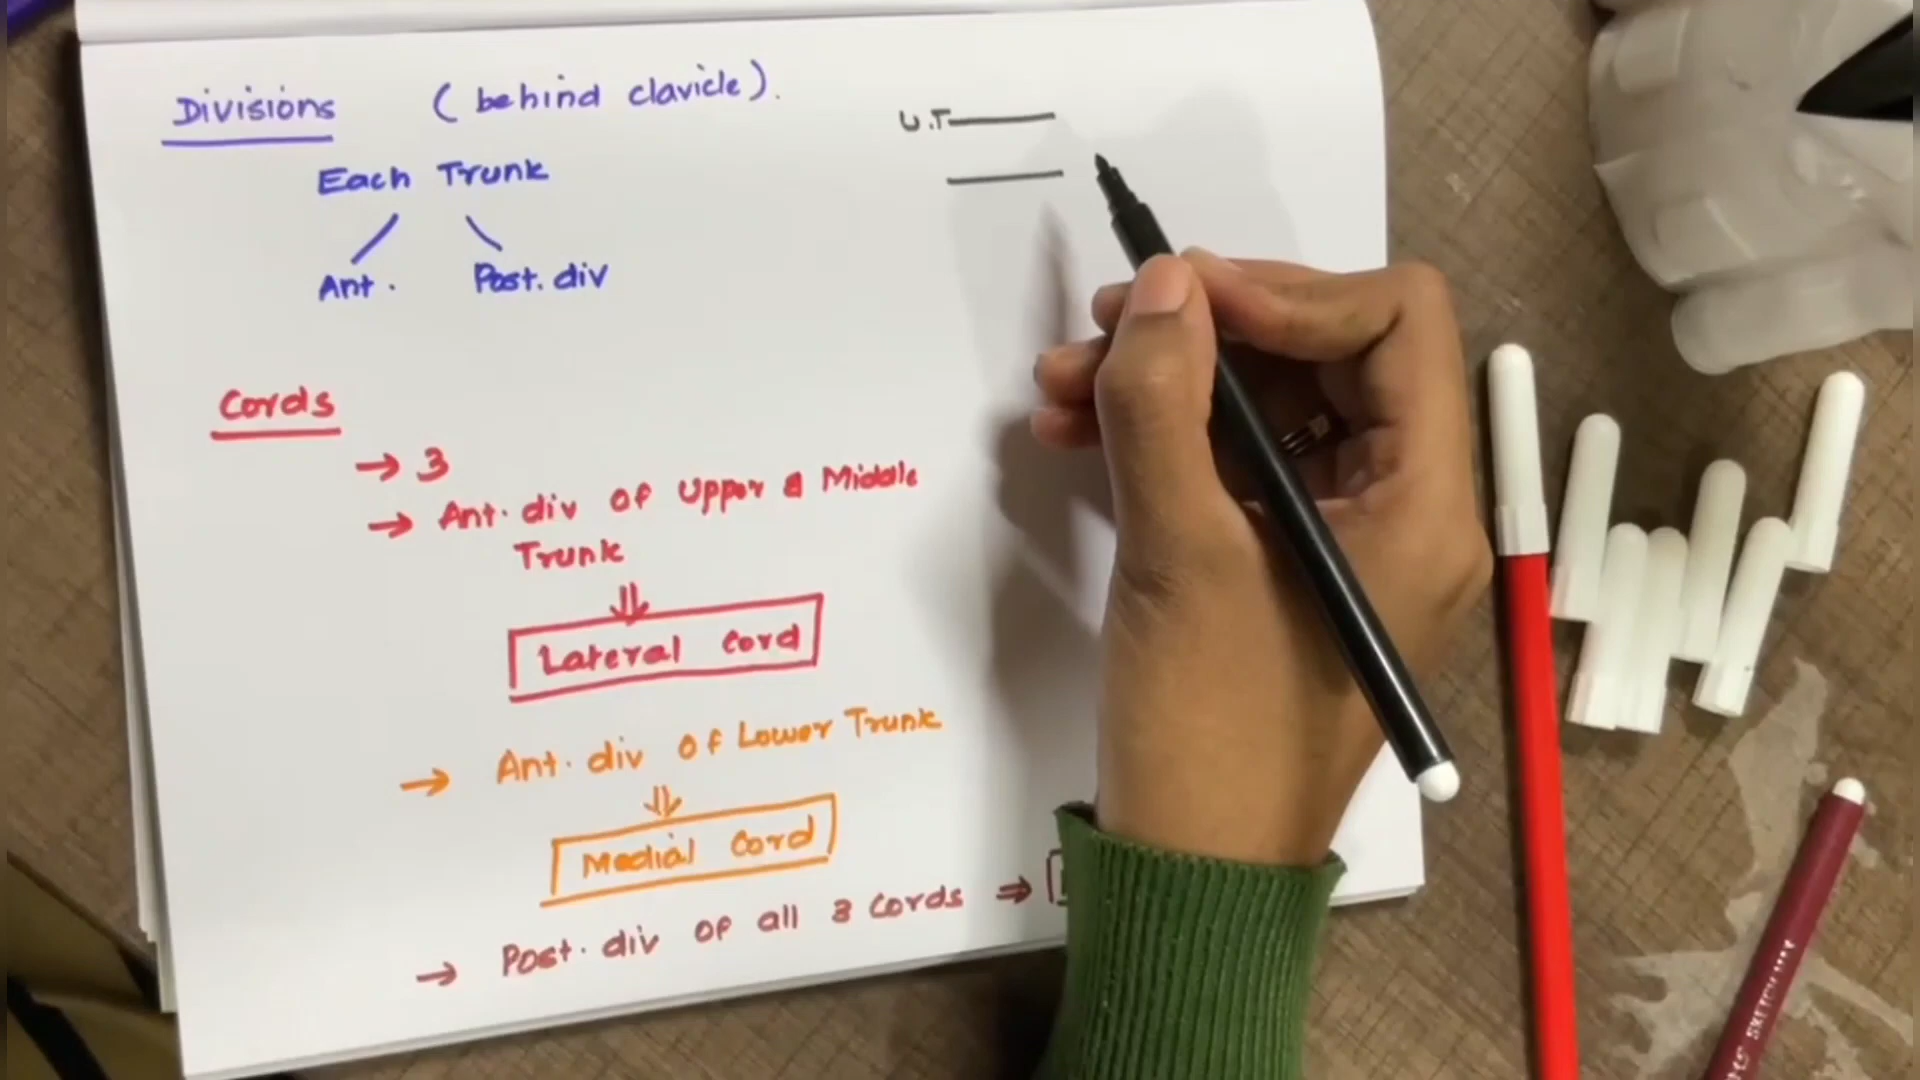 Divisions (behind clavicle).
U.T
Each Trunk
Ant. Post. div
Cords
→ 3
→ Ant. div of Upper & Middle
Trunk
Lateral Cord
→ Ant. div of Lower Trunk
Medial Cord
→ Post. div of all 3 Cords ⇒
SKETCH